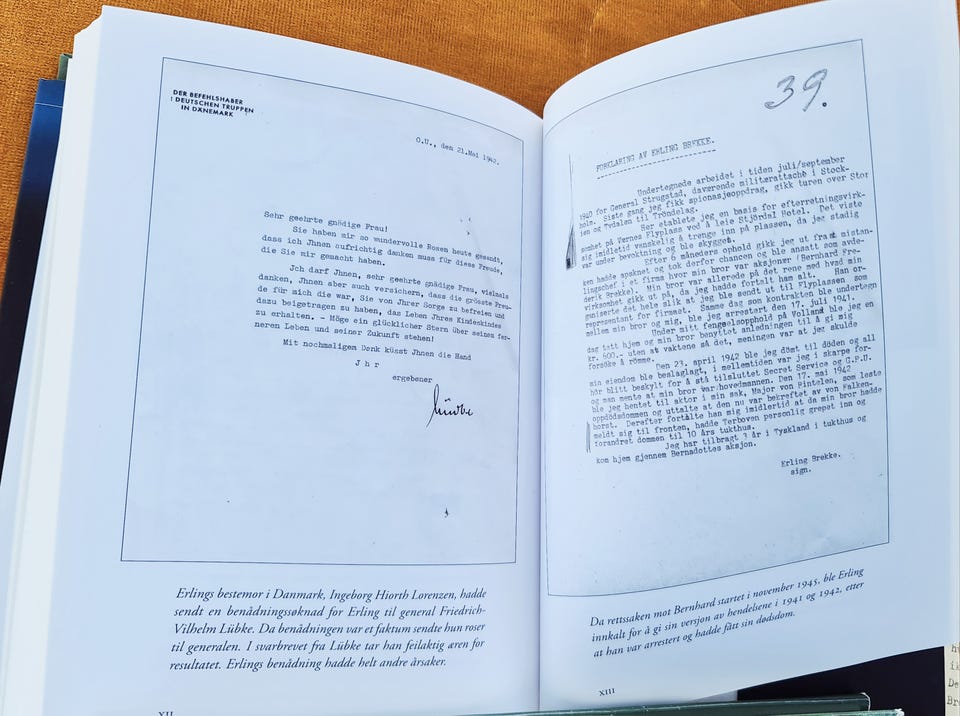 DER BEFEHLSHABER
DEUTSCHEN TRUPPEN
IN DÄNEMARK
O.U., den 21.Mai 1942.
Sehr geehrte gnädige Frau!
Sie haben mir so wundervolle Rosen heute gesandt,
dass ich Jhnen aufrichtig danken muss für diese Freude,
die Sie mir gemacht haben.
Jch darf Jhnen, sehr geehrte gnädige Frau, vielmals
danken, Jhnen aber auch versichern, dass die grösste Freu-
de für mich die war, Sie von Jhrer Sorge zu befreien und
dazu beigetragen zu haben, das Leben Jhres Kindeskindes
zu erhalten. - Möge ein glücklicher Stern über seinem fer-
neren Leben und seiner Zukunft stehen!
Mit nochmaligem Dank küsst Jhnen die Hand
J h r
ergebener
Lüdke
Erlings bestemor i Danmark, Ingeborg Hiorth Lorenzen, hadde
sendt en benådningssøknad for Erling til general Friedrich-
Vilhelm Lübke. Da benådningen var et faktum sendte hun roser
til generalen. I svarbrevet fra Lübke tar han feilaktig æren for
resultatet. Erlings benådning hadde helt andre årsaker.
XII
39.
FORKLARING AV ERLING BREKKE.
Undertegnede arbeidet i tiden juli/september
1940 for General Strugstad, daværende militærattache i Stock-
holm. Siste gang jeg fikk spionasjeoppdrag, gikk turen over Stor
ien og Tydalen til Tröndelag.
Her etablete jeg en basis for efterretningsvirk-
somhet på Værnes Flyplass ved å leie Stjördal Hotel. Det viste
sig imidletid vanskelig å trenge inn på plassen, da jeg stadig
var under bevoktning og ble skygget.
Efter 6 måneders ophold gikk jeg ut fra at mistan-
ken hadde spaknet og tok derfor chancen og ble ansatt som avde-
lingschef i et firma hvor min bror var aksjonær (Bernhard Fre-
derik Brekke). Min bror var allerede på det rene med hvad min
virksomhet gikk ut på, da jeg hadde fortalt ham alt. Han or-
ganiserte det hele slik at jeg ble sendt ut til Flyplassen som
representant for firmaet. Samme dag som kontrakten ble undertegn
mellem min bror og mig, ble jeg arrestert den 17. juli 1941.
Under mitt fengselsopphold på Vollan ble jeg en
dag tatt hjem og min bror benyttet anledningen til å gi mig
kr. 600.- uten at vaktene så det, meningen var at jeg skulde
forsöke å römme.
Den 23. april 1942 ble jeg dömt til döden og all
min eiendom ble beslaglagt, i mellemtiden var jeg i skarpe for-
hör blitt beskylt for å stå tilsluttet Secret Service og G.P.U.
og man mente at min bror var hovedmannen. Den 17. mai 1942
ble jeg hentet til aktor i min sak, Major von Pintelen, som leste
oppdödsdommen og uttalte at den nu var bekreftet av von Falken-
horst. Derefter fortalte han mig imidlertid at da min bror hadde
meldt sig til fronten, hadde Terboven personlig grepet inn og
forandret dommen til 10 års tukthus.
Jeg har tilbragt 3 år i Tyskland i tukthus og
kom hjem gjennem Bernadottes aksjon.
Erling Brekke.
sign.
Da rettssaken mot Bernhard startet i november 1945, ble Erling
innkalt for å gi sin versjon av hendelsene i 1941 og 1942, etter
at han var arrestert og hadde fått sin dødsdom.
XIII